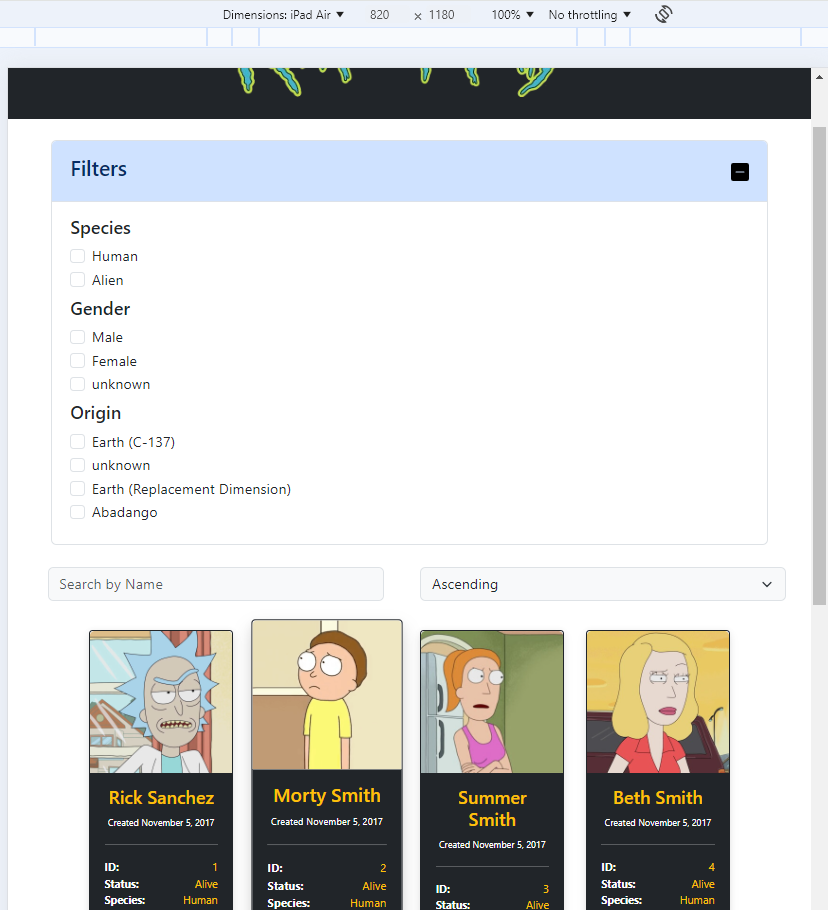 Dimensions: iPad Air 820 × 1180 100% No throttling
Filters
Species
Human
Alien
Gender
Male
Female
unknown
Origin
Earth (C-137)
unknown
Earth (Replacement Dimension)
Abadango
Search by Name Ascending
Rick Sanchez
Created November 5, 2017
ID: 1
Status: Alive
Species: Human
Morty Smith
Created November 5, 2017
ID: 2
Status: Alive
Species: Human
Summer
Smith
Created November 5, 2017
ID: 3
Status: Alive
Beth Smith
Created November 5, 2017
ID: 4
Status: Alive
Species: Human